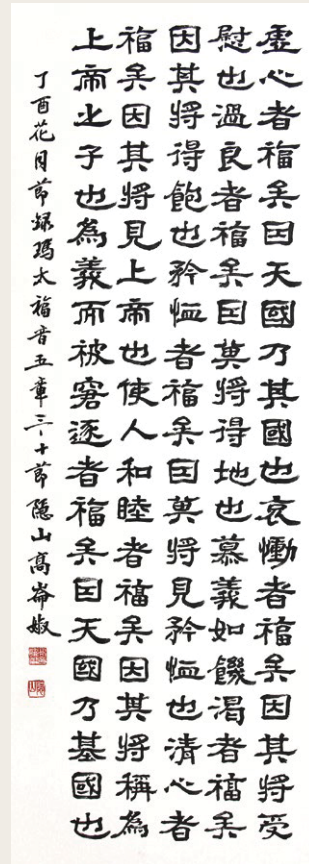 虛心者福矣因天國乃其國也哀慟者福矣因其將受
慰也溫良者福矣因其將得地也慕義如饑渴者福矣
因其將得飽也矜恤者福矣因其將見矜恤也清心者
福矣因其將見上帝也使人和睦者福矣因其將稱為
上帝之子也為義而被窘逐者福矣因天國乃其國也
丁酉花月節録瑪太福音五章三~十節隱山高崙